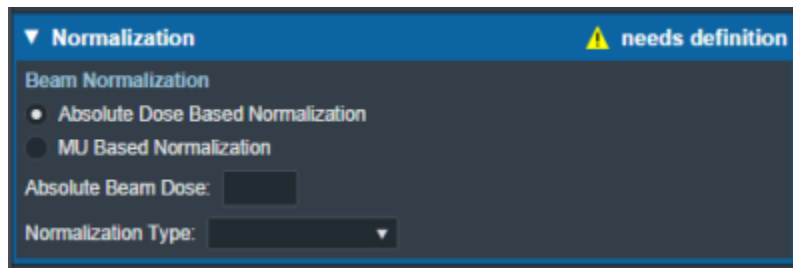 Normalization needs definition
Beam Normalization
Absolute Dose Based Normalization
MU Based Normalization
Absolute Beam Dose:
Normalization Type: